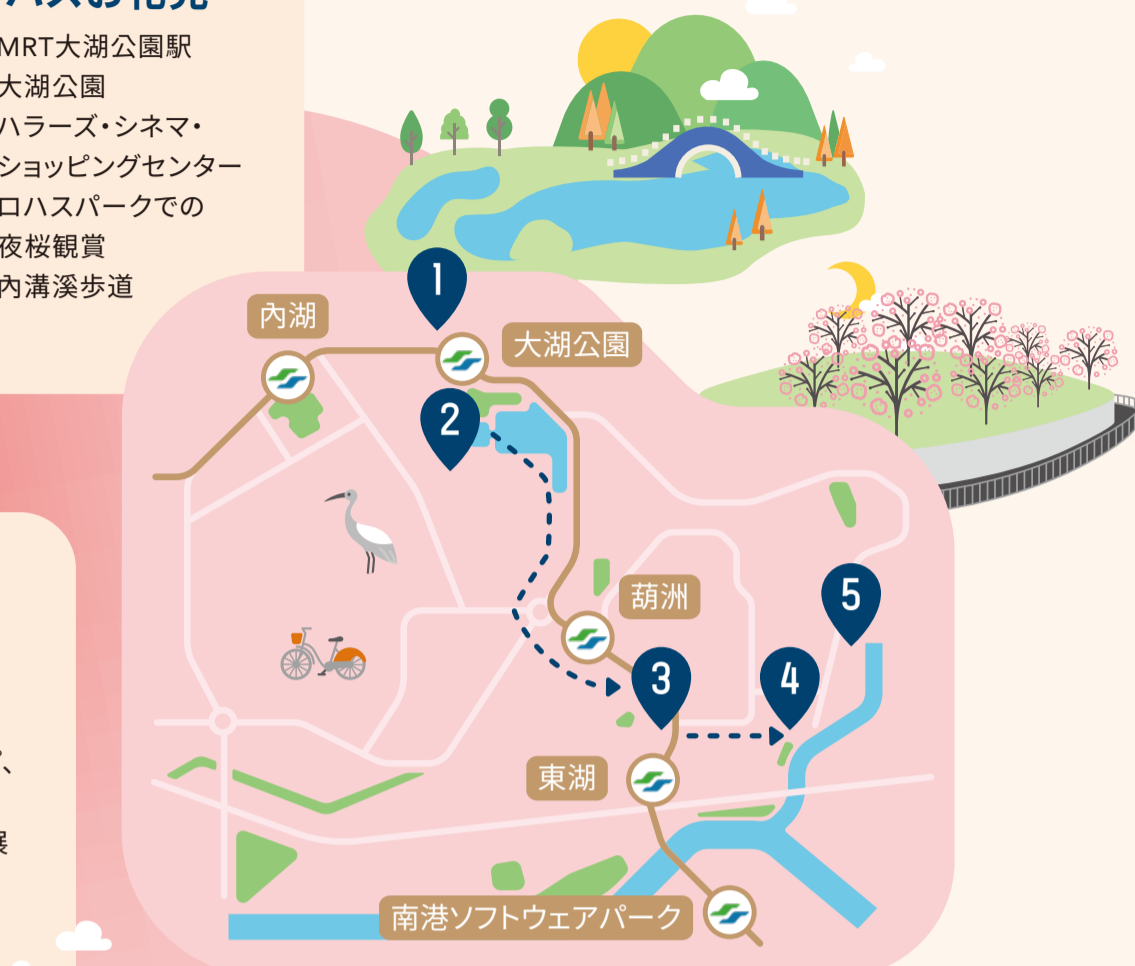 MRT大湖公園駅
大湖公園
ハラーズ・シネマ・
ショッピングセンター
ロハスパークでの
夜桜観賞
內溝溪歩道
1
內湖
大湖公園
2
葫洲
5
3
4
東湖
南港ソフトウェアパーク